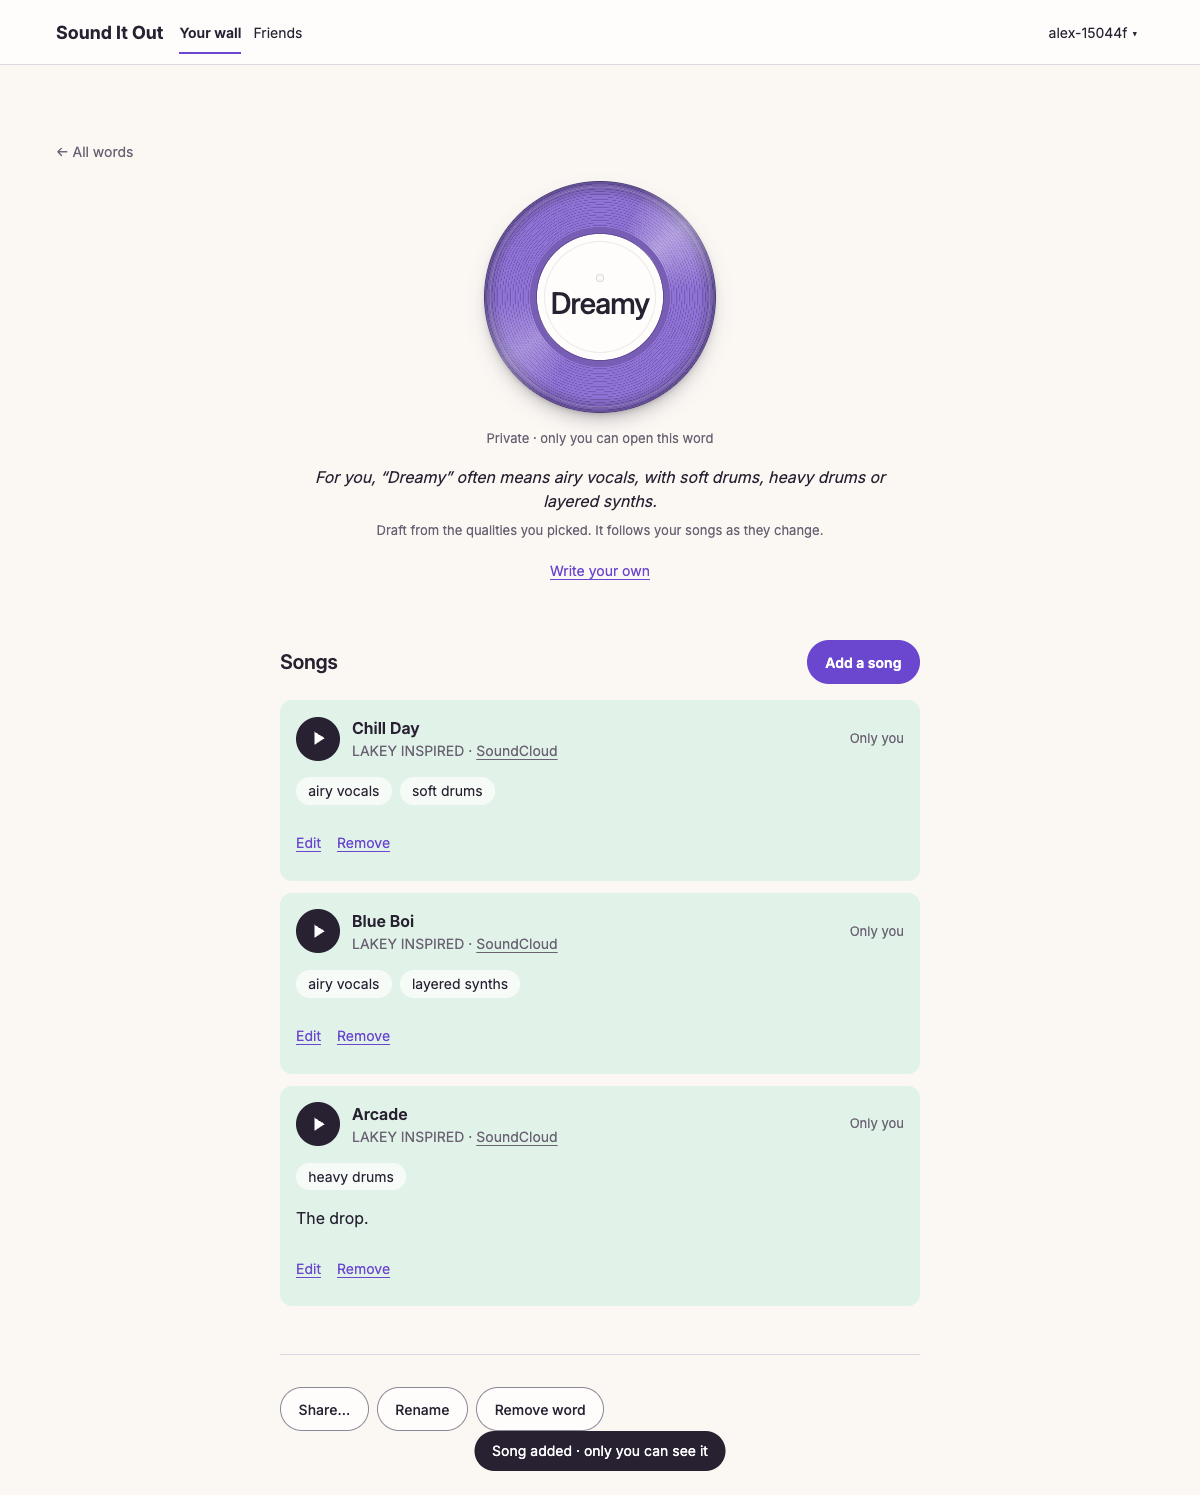 Sound It Out Your wall Friends alex-15044f ▾
← All words
Dreamy
Private · only you can open this word
For you, “Dreamy” often means airy vocals, with soft drums, heavy drums or
layered synths.
Draft from the qualities you picked. It follows your songs as they change.
Write your own
Songs Add a song
Chill Day
LAKEY INSPIRED · SoundCloud
Only you
airy vocals soft drums
Edit Remove
Blue Boi
LAKEY INSPIRED · SoundCloud
Only you
airy vocals layered synths
Edit Remove
Arcade
LAKEY INSPIRED · SoundCloud
Only you
heavy drums
The drop.
Edit Remove
Share... Rename Remove word
Song added · only you can see it